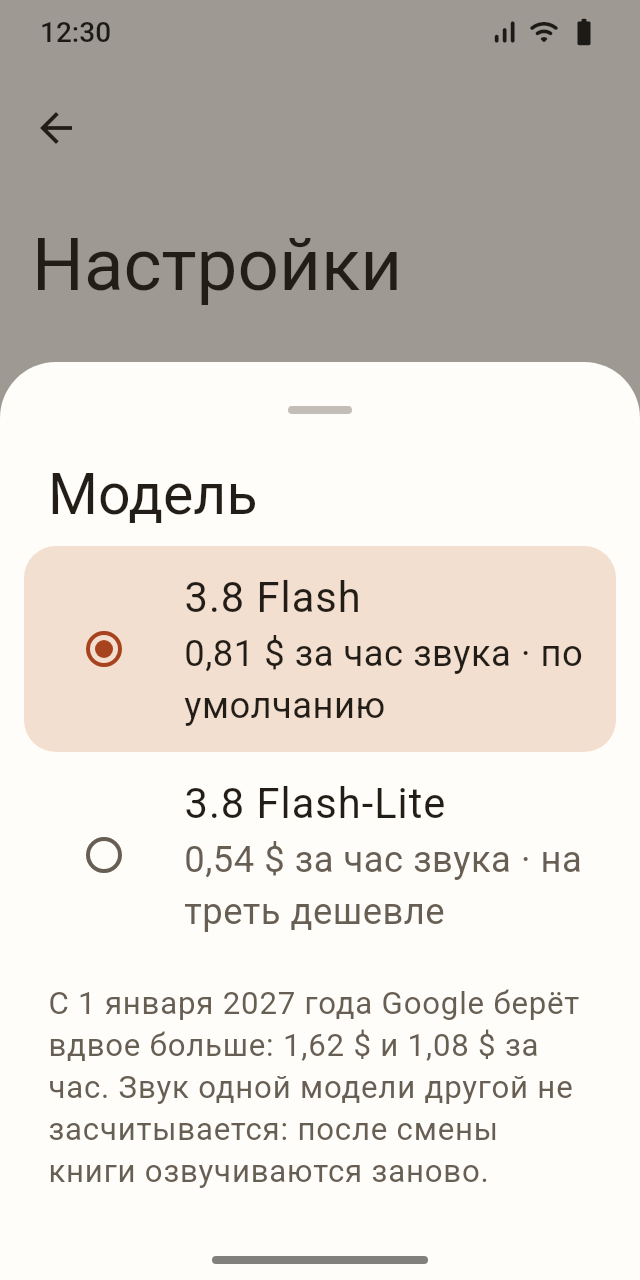 12:30
Настройки
Модель
3.8 Flash
0,81 $ за час звука · по
умолчанию
3.8 Flash-Lite
0,54 $ за час звука · на
треть дешевле
С 1 января 2027 года Google берёт
вдвое больше: 1,62 $ и 1,08 $ за
час. Звук одной модели другой не
засчитывается: после смены
книги озвучиваются заново.